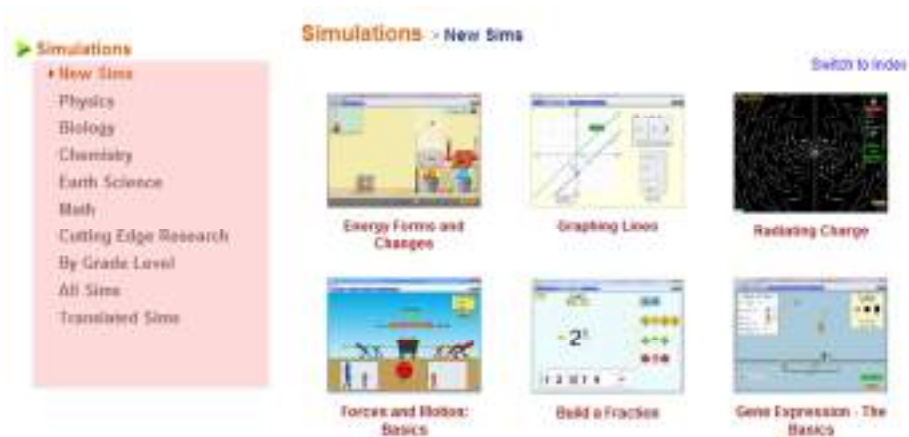 Simulations
New Sims
Physics
Biology
Chemistry
Earth Science
Math
Cutting Edge Research
By Grade Level
All Sims
Translated Sims
Simulations > New Sims
Switch to Index
Energy Forms and
Changes
Graphing Lines
Radiating Charge
Forces and Motion:
Basics
Build a Fraction
Gene Expression - The
Basics